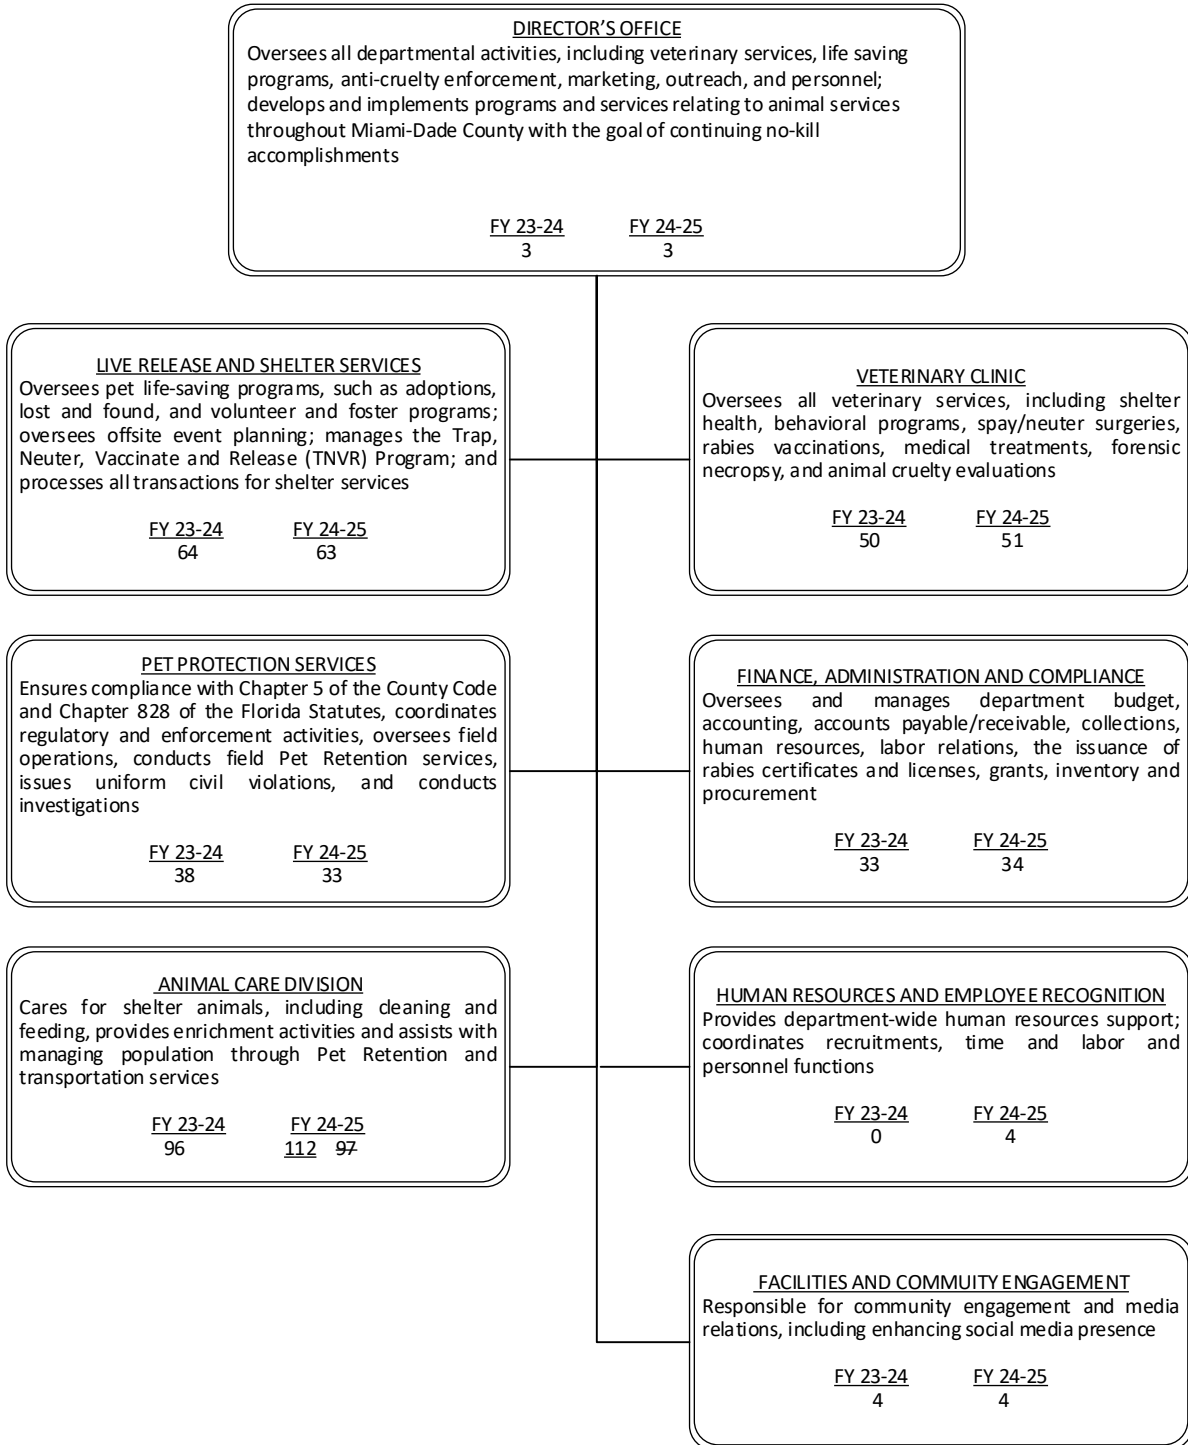 DIRECTOR’S OFFICE
Oversees all departmental activities, including veterinary services, life saving
programs, anti-cruelty enforcement, marketing, outreach, and personnel;
develops and implements programs and services relating to animal services
throughout Miami-Dade County with the goal of continuing no-kill
accomplishments
FY 23-24 FY 24-25
3 3
LIVE RELEASE AND SHELTER SERVICES
Oversees pet life-saving programs, such as adoptions,
lost and found, and volunteer and foster programs;
oversees offsite event planning; manages the Trap,
Neuter, Vaccinate and Release (TNVR) Program; and
processes all transactions for shelter services
FY 23-24 FY 24-25
64 63
VETERINARY CLINIC
Oversees all veterinary services, including shelter
health, behavioral programs, spay/neuter surgeries,
rabies vaccinations, medical treatments, forensic
necropsy, and animal cruelty evaluations
FY 23-24 FY 24-25
50 51
PET PROTECTION SERVICES
Ensures compliance with Chapter 5 of the County Code
and Chapter 828 of the Florida Statutes, coordinates
regulatory and enforcement activities, oversees field
operations, conducts field Pet Retention services,
issues uniform civil violations, and conducts
investigations
FY 23-24 FY 24-25
38 33
FINANCE, ADMINISTRATION AND COMPLIANCE
Oversees and manages department budget,
accounting, accounts payable/receivable, collections,
human resources, labor relations, the issuance of
rabies certificates and licenses, grants, inventory and
procurement
FY 23-24 FY 24-25
33 34
ANIMAL CARE DIVISION
Cares for shelter animals, including cleaning and
feeding, provides enrichment activities and assists with
managing population through Pet Retention and
transportation services
FY 23-24 FY 24-25
96 112 97
HUMAN RESOURCES AND EMPLOYEE RECOGNITION
Provides department-wide human resources support;
coordinates recruitments, time and labor and
personnel functions
FY 23-24 FY 24-25
0 4
FACILITIES AND COMMUITY ENGAGEMENT
Responsible for community engagement and media
relations, including enhancing social media presence
FY 23-24 FY 24-25
4 4